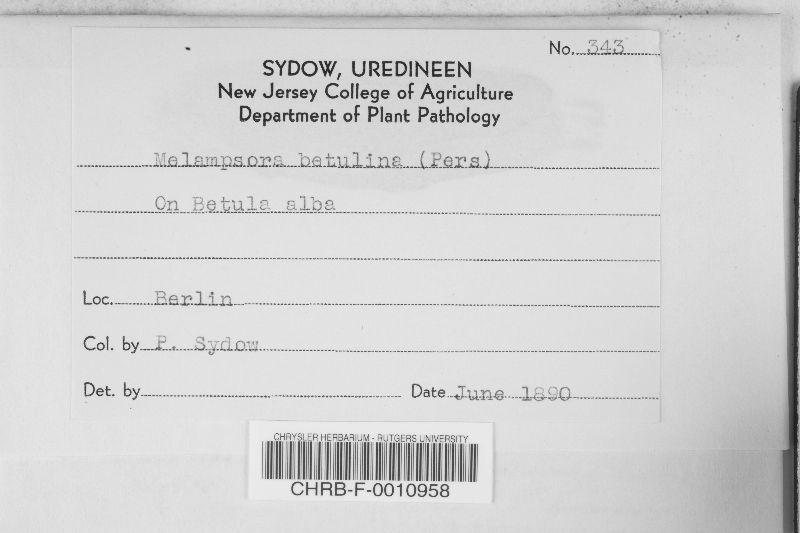 No. 343
SYDOW, UREDINEEN
New Jersey College of Agriculture
Department of Plant Pathology
Melampsora betulina (Pers)
On Betula alba
Loc. Berlin
Col. by P. Sydow
Det. by Date June 1890
CHRYSLER HERBARIUM - RUTGERS UNIVERSITY
CHRB-F-0010958